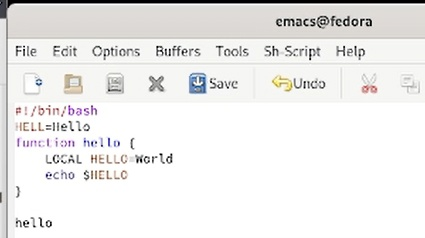 emacs@fedora
File Edit Options Buffers Tools Sh-Script Help
Save Undo
#!/bin/bash
HELL=Hello
function hello {
    LOCAL HELLO=World
    echo $HELLO
}
hello